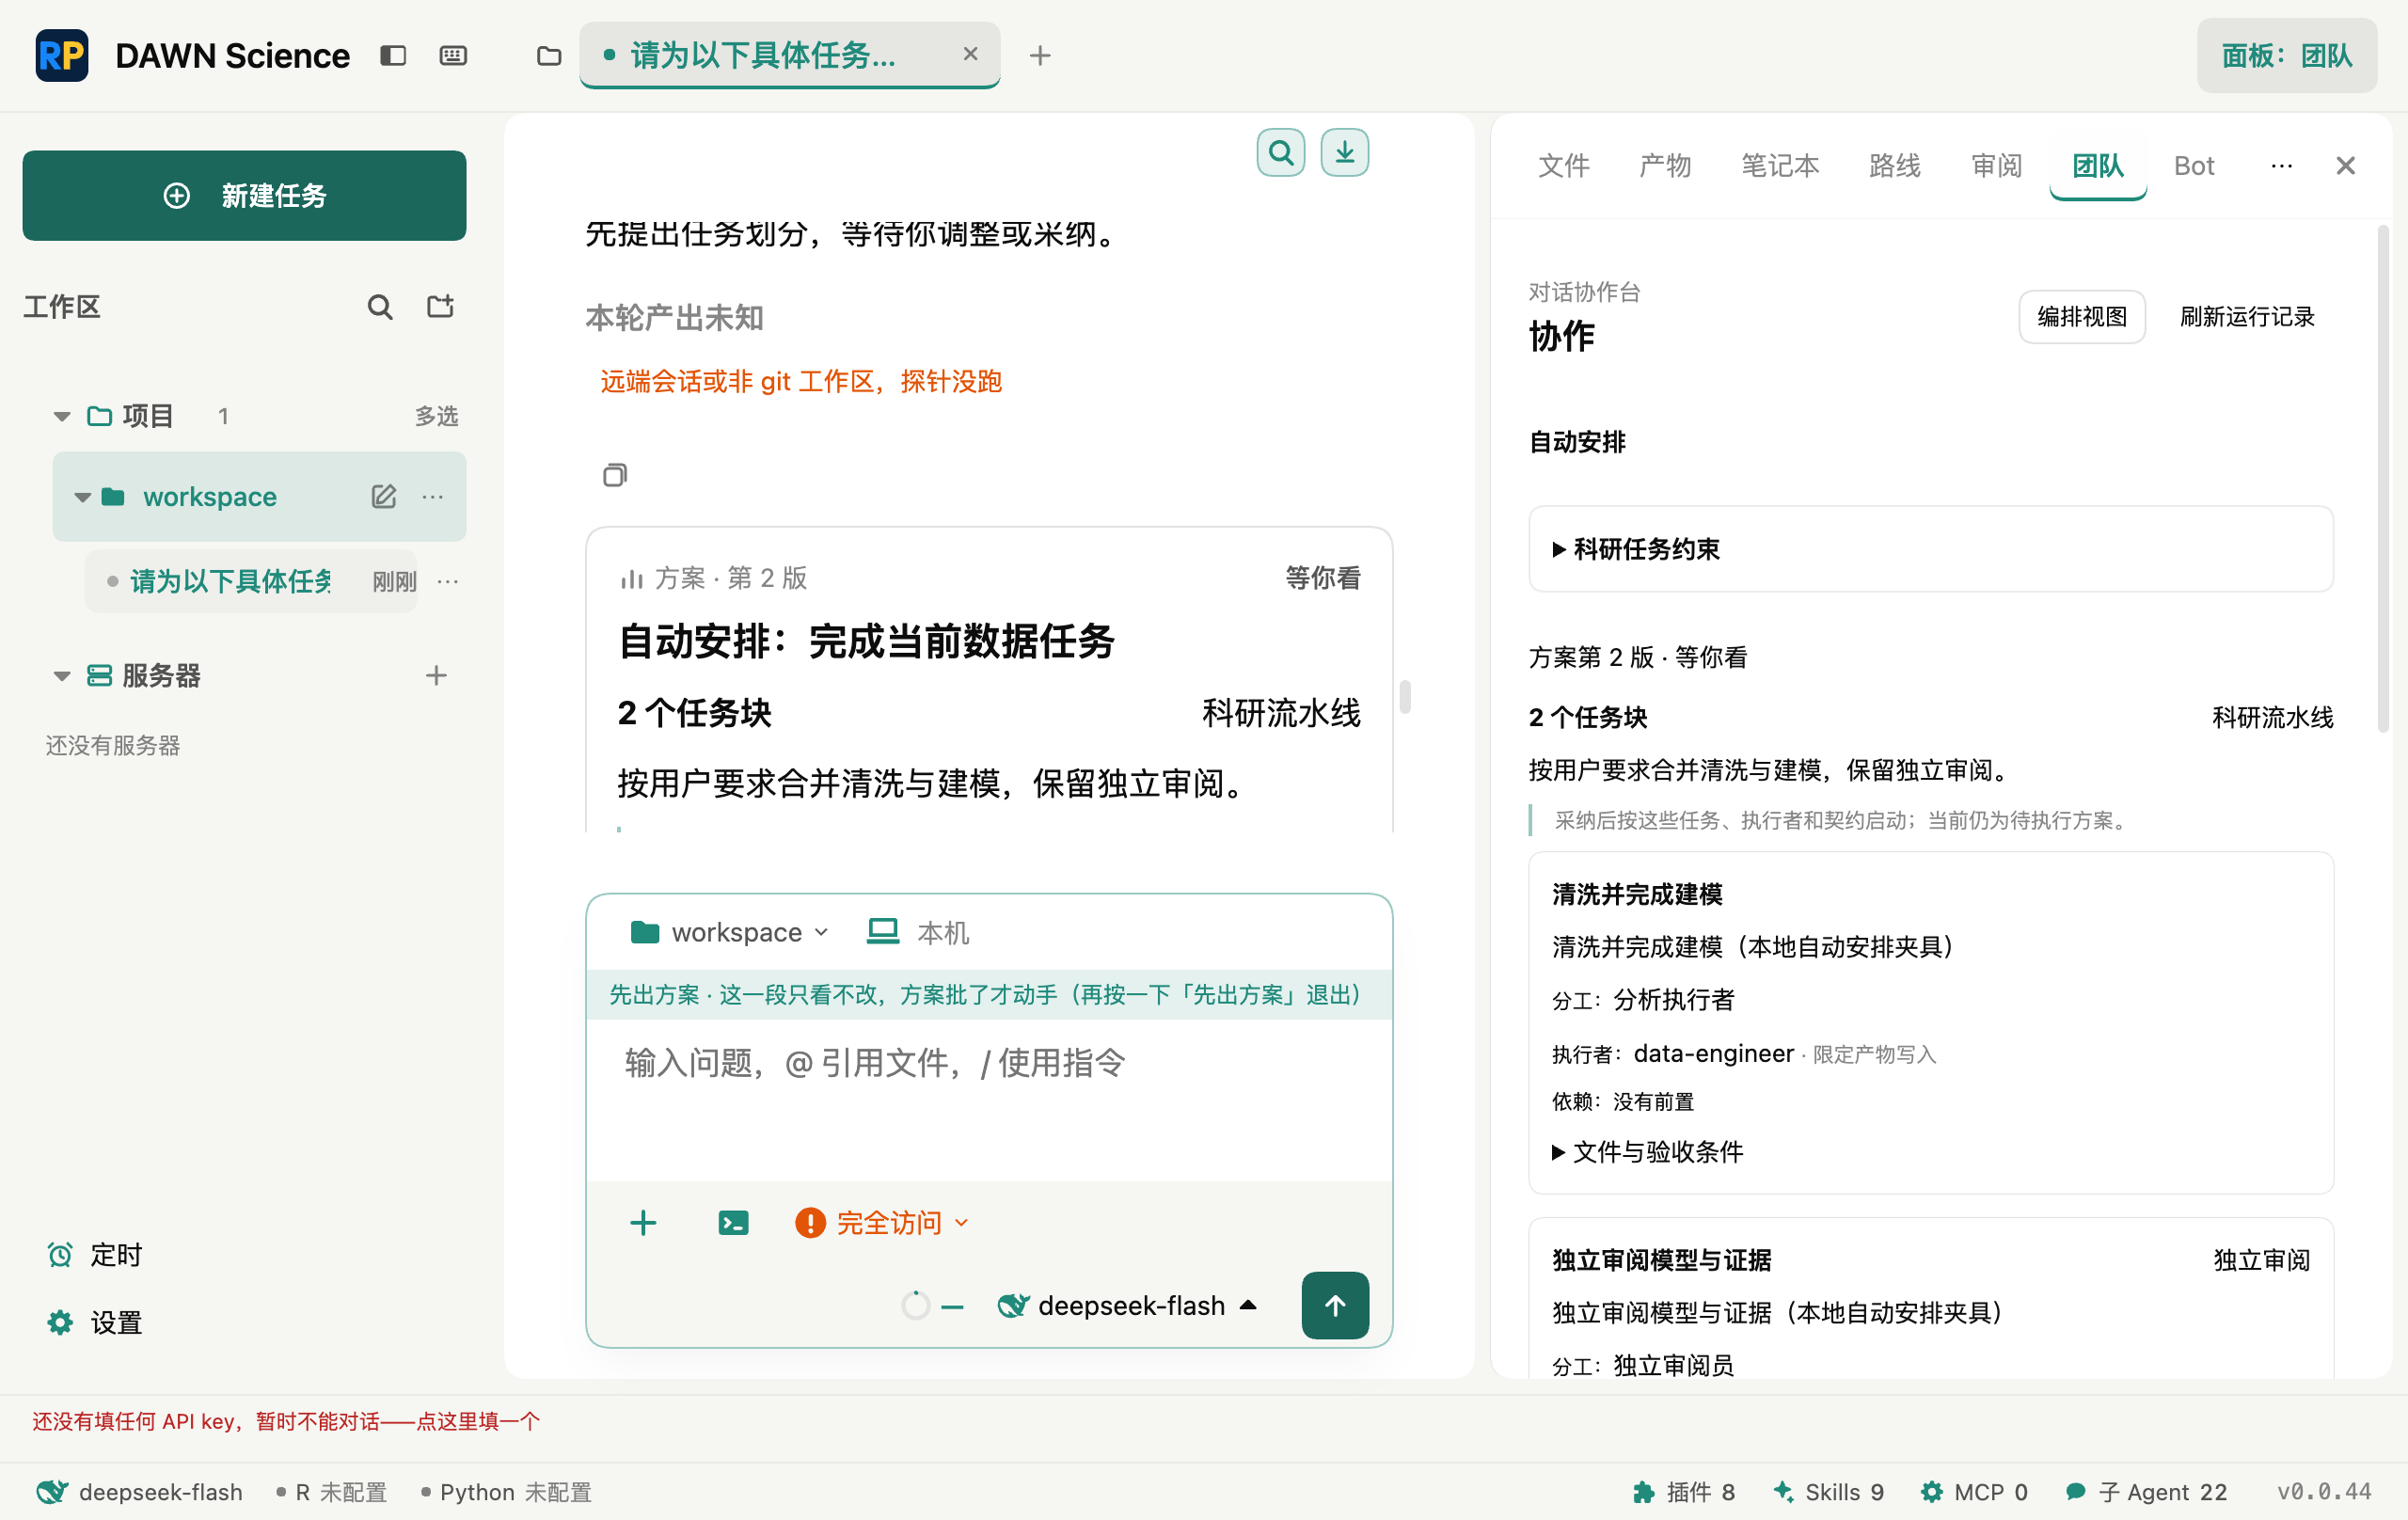 RP DAWN Science
请为以下具体任务...
面板：团队
新建任务
工作区
项目 1 多选
workspace
请为以下具体任务 刚刚
服务器
还没有服务器
定时
设置
先提出任务划分，等待你调整或采纳。
本轮产出未知
远端会话或非 git 工作区，探针没跑
方案 · 第 2 版 等你看
自动安排：完成当前数据任务
2 个任务块 科研流水线
按用户要求合并清洗与建模，保留独立审阅。
workspace 本机
先出方案 · 这一段只看不改，方案批了才动手（再按一下「先出方案」退出）
输入问题，@ 引用文件，/ 使用指令
完全访问
deepseek-flash
文件 产物 笔记本 路线 审阅 团队 Bot
对话协作台
协作
编排视图 刷新运行记录
自动安排
科研任务约束
方案第 2 版 · 等你看
2 个任务块 科研流水线
按用户要求合并清洗与建模，保留独立审阅。
采纳后按这些任务、执行者和契约启动；当前仍为待执行方案。
清洗并完成建模
清洗并完成建模（本地自动安排夹具）
分工：分析执行者
执行者：data-engineer · 限定产物写入
依赖：没有前置
文件与验收条件
独立审阅模型与证据 独立审阅
独立审阅模型与证据（本地自动安排夹具）
分工：独立审阅员
还没有填任何 API key，暂时不能对话——点这里填一个
deepseek-flash R 未配置 Python 未配置
插件 8 Skills 9 MCP 0 子 Agent 22 v0.0.44